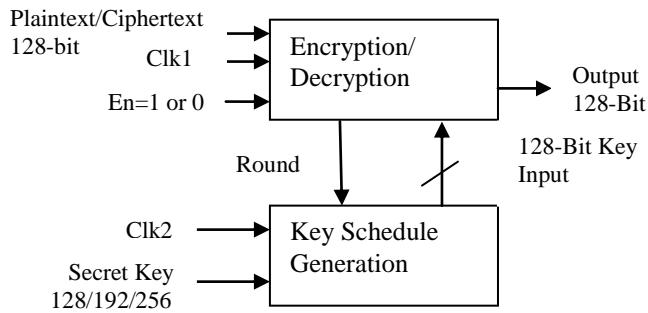 Plaintext/Ciphertext
128-bit
Clk1
En=1 or 0
Encryption/
Decryption
Output
128-Bit
Round
128-Bit Key
Input
Clk2
Secret Key
128/192/256
Key Schedule
Generation